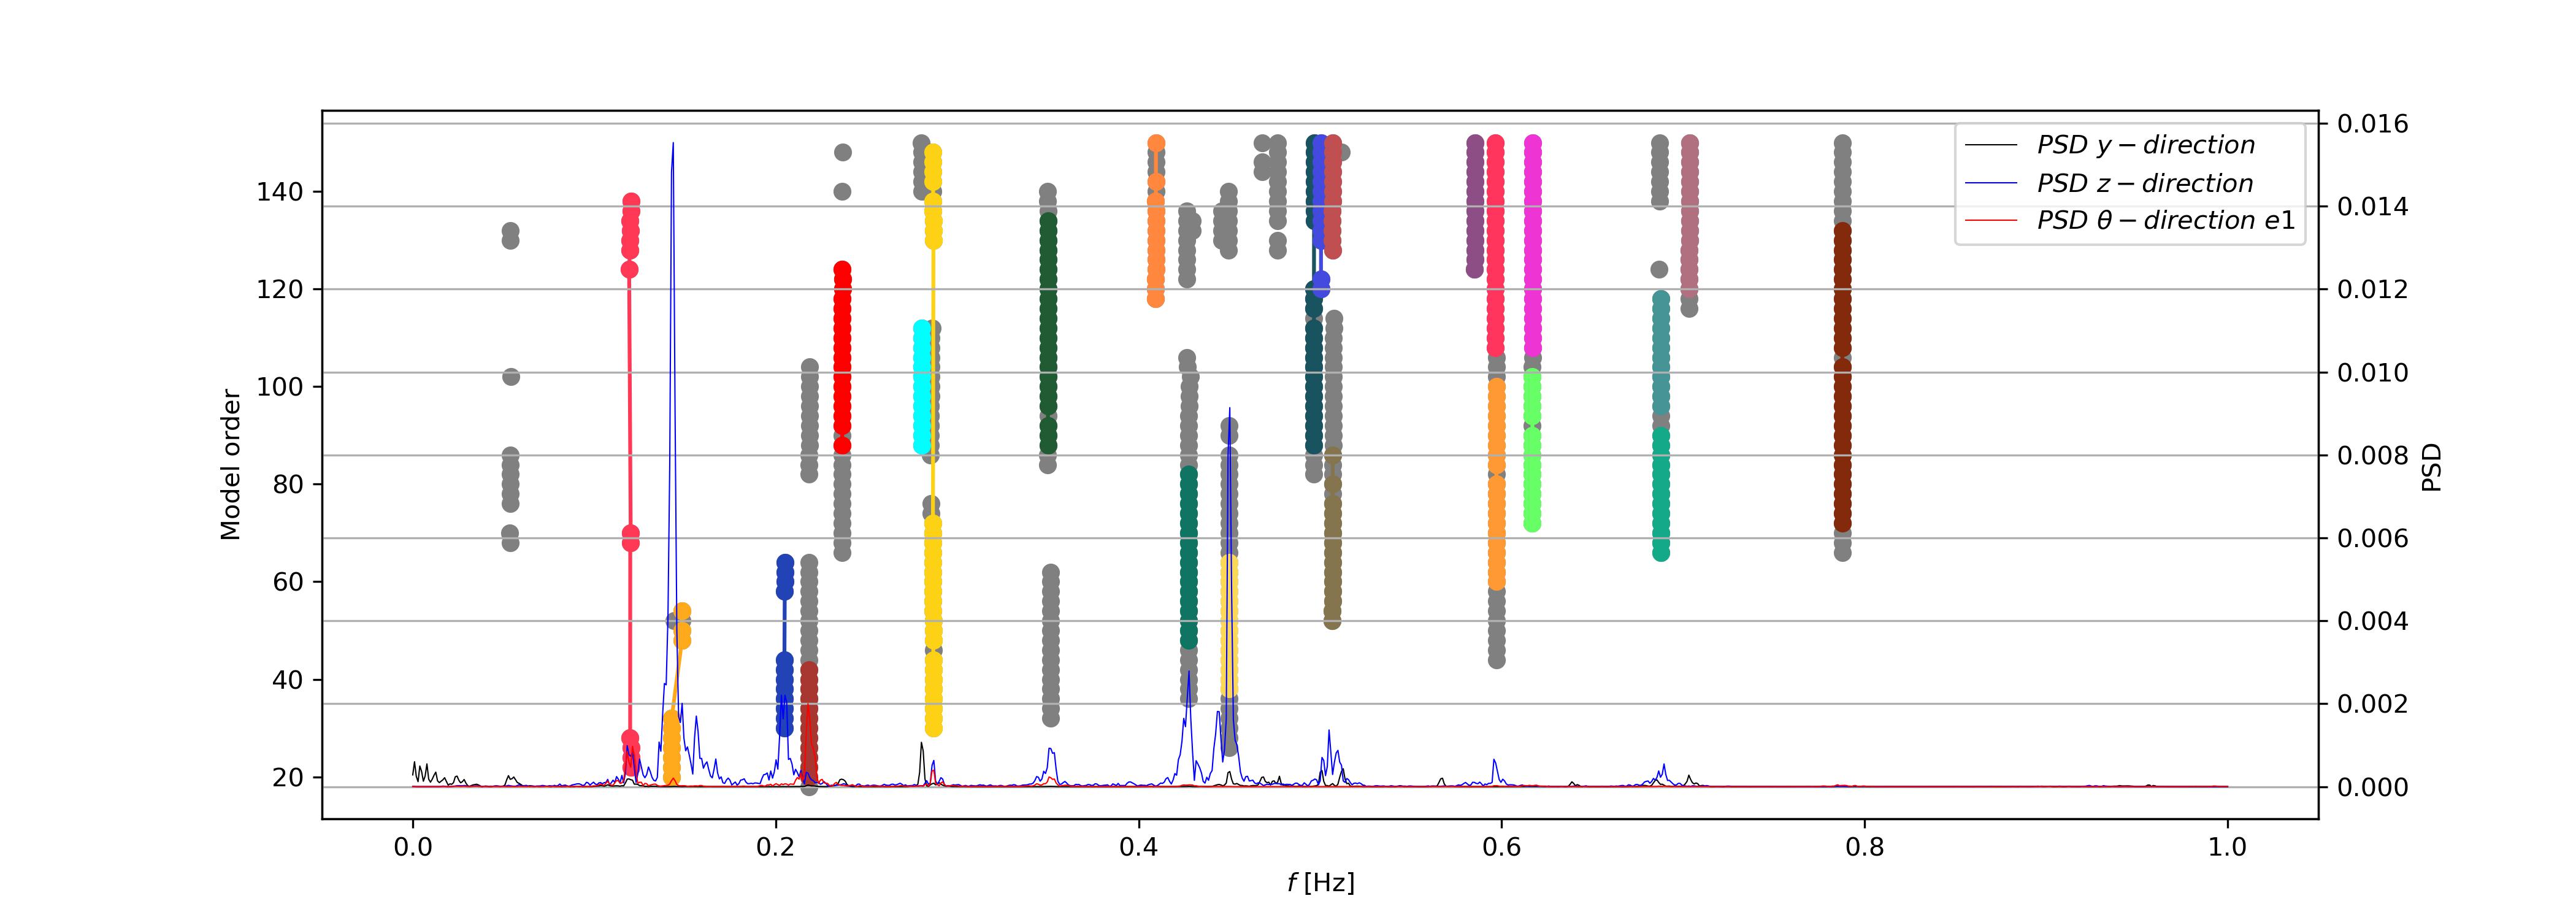 PSD y − direction
PSD z − direction
PSD θ − direction e1
Model order
140
120
100
80
60
40
20
0.016
0.014
0.012
0.010
0.008
0.006
0.004
0.002
0.000
PSD
0.0 0.2 0.4 0.6 0.8 1.0
f [Hz]